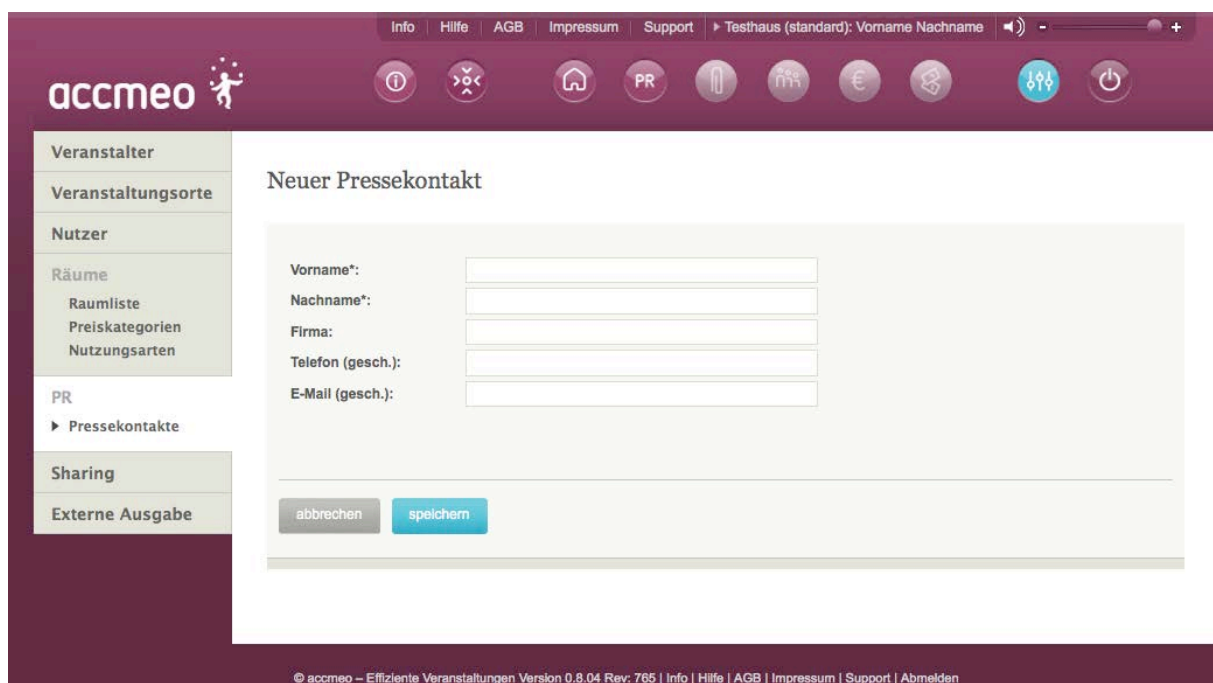 Info Hilfe AGB Impressum Support Testhaus (standard): Vorname Nachname - +
accmeo PR €
Veranstalter
Veranstaltungsorte
Nutzer
Räume
Raumliste
Preiskategorien
Nutzungsarten
PR
Pressekontakte
Sharing
Externe Ausgabe
Neuer Pressekontakt
Vorname*:
Nachname*:
Firma:
Telefon (gesch.):
E-Mail (gesch.):
abbrechen speichern
© accmeo – Effiziente Veranstaltungen Version 0.8.04 Rev: 765 | Info | Hilfe | AGB | Impressum | Support | Abmelden